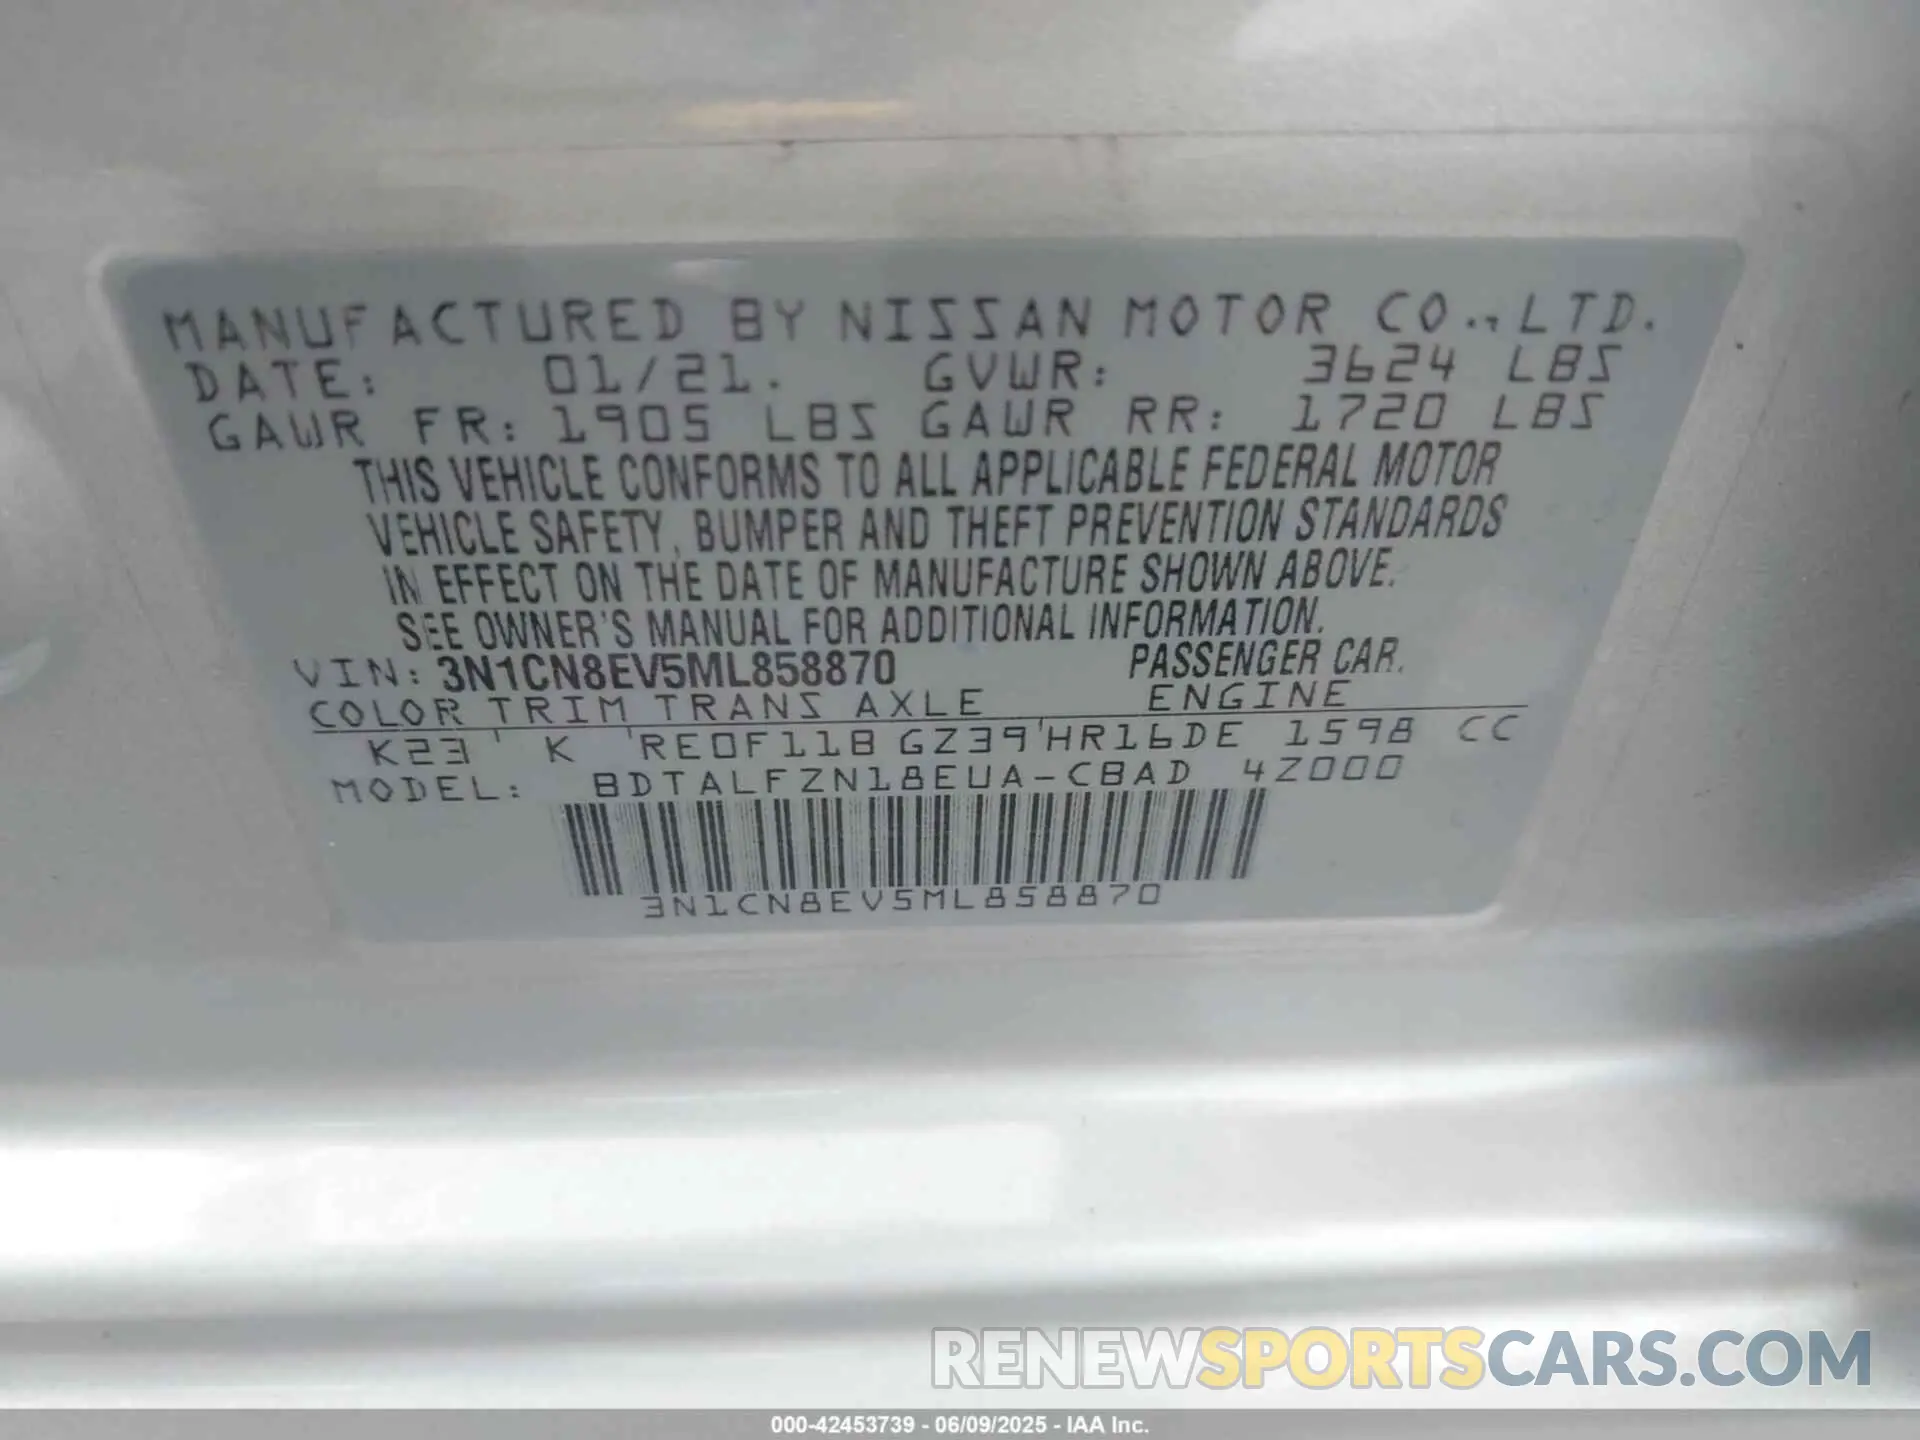 MANUFACTURED BY NISSAN MOTOR CO., LTD.
DATE: 01/21. GVWR: 3624 LBS
GAWR FR: 1905 LBS GAWR RR: 1720 LBS
THIS VEHICLE CONFORMS TO ALL APPLICABLE FEDERAL MOTOR
VEHICLE SAFETY, BUMPER AND THEFT PREVENTION STANDARDS
IN EFFECT ON THE DATE OF MANUFACTURE SHOWN ABOVE.
SEE OWNER'S MANUAL FOR ADDITIONAL INFORMATION.
VIN: 3N1CN8EV5ML858870 PASSENGER CAR.
COLOR TRIM TRANS AXLE ENGINE
K23 ' K 'RE0F11B GZ39'HR16DE 1598 CC
MODEL: BDTALFZN18EUA-CBAD 4Z000
3N1CN8EV5ML858870
RENEWSPORTSCARS.COM
000-42453739 - 06/09/2025 - IAA Inc.